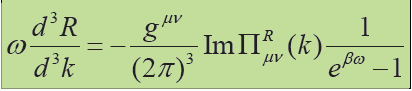 ω d³R/d³k = − g^{μν}/(2π)³ Im Π^R_{μν}(k) 1/(e^{βω} − 1)